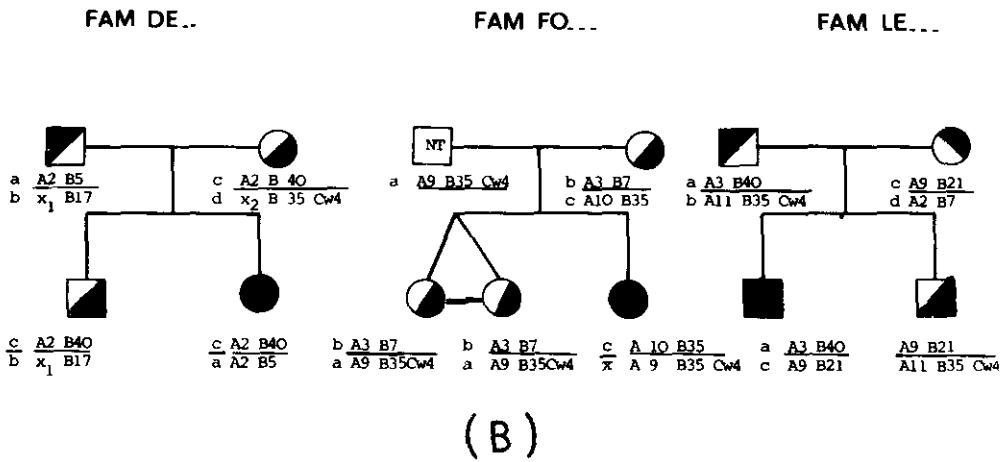 FAM DE... FAM FO... FAM LE...
NT
a A2 B5 c A2 B 40 a A9 B35 Cw4 b A3 B7 a A3 B40 c A9 B21
b x1 B17 d x2 B 35 Cw4 c A10 B35 b A11 B35 Cw4 d A2 B7
c A2 B40 c A2 B40 b A3 B7 b A3 B7 c A 10 B35 a A3 B40 A9 B21
b x1 B17 a A2 B5 a A9 B35Cw4 a A9 B35Cw4 x A 9 B35 Cw4 c A9 B21 A11 B35 Cw4
(B)